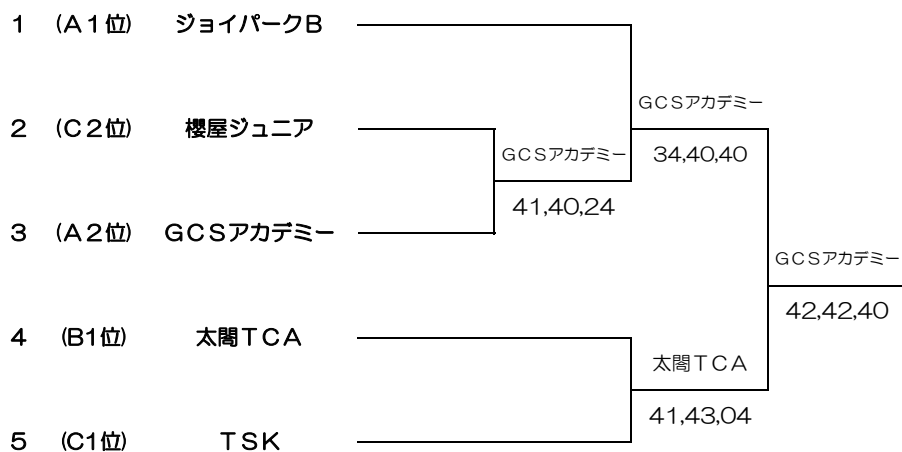 1 (A1位) ジョイパークB
GCSアカデミー
2 (C2位) 櫻屋ジュニア
GCSアカデミー 34,40,40
41,40,24
3 (A2位) GCSアカデミー
GCSアカデミー
42,42,40
4 (B1位) 太閤TCA
太閤TCA
41,43,04
5 (C1位) TSK